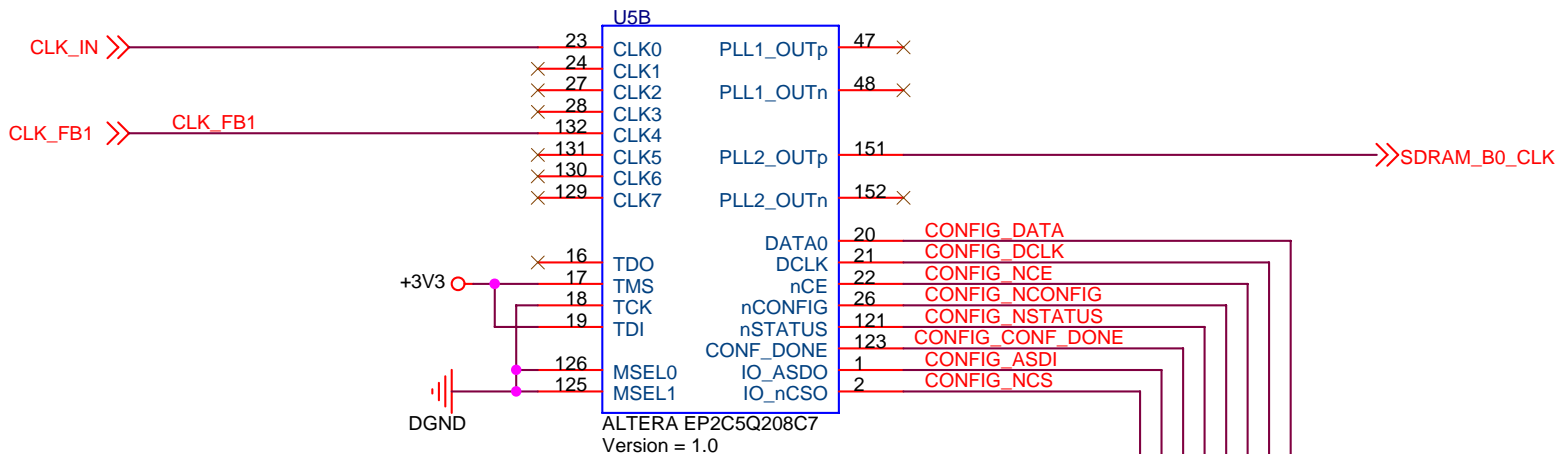 U5B
CLK_IN
23
CLK0
PLL1_OUTp
47
24
CLK1
27
CLK2
PLL1_OUTn
48
28
CLK3
CLK_FB1
CLK_FB1
132
CLK4
131
CLK5
PLL2_OUTp
151
SDRAM_B0_CLK
130
CLK6
129
CLK7
PLL2_OUTn
152
DATA0
20
CONFIG_DATA
16
TDO
DCLK
21
CONFIG_DCLK
+3V3
17
TMS
nCE
22
CONFIG_NCE
18
TCK
nCONFIG
26
CONFIG_NCONFIG
19
TDI
nSTATUS
121
CONFIG_NSTATUS
CONF_DONE
123
CONFIG_CONF_DONE
126
MSEL0
IO_ASDO
1
CONFIG_ASDI
125
MSEL1
IO_nCSO
2
CONFIG_NCS
DGND
ALTERA EP2C5Q208C7
Version = 1.0